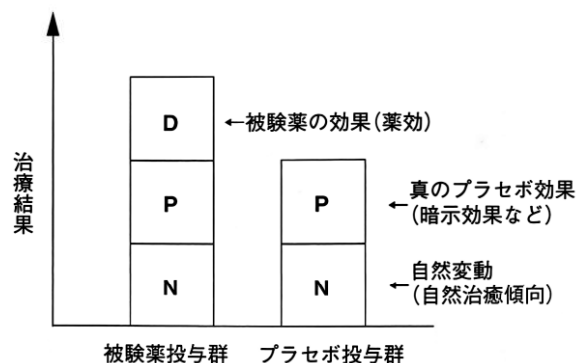 治療結果
D
←被験薬の効果(薬効)
P
P
←真のプラセボ効果
(暗示効果など)
N
N
←自然変動
(自然治癒傾向)
被験薬投与群
プラセボ投与群